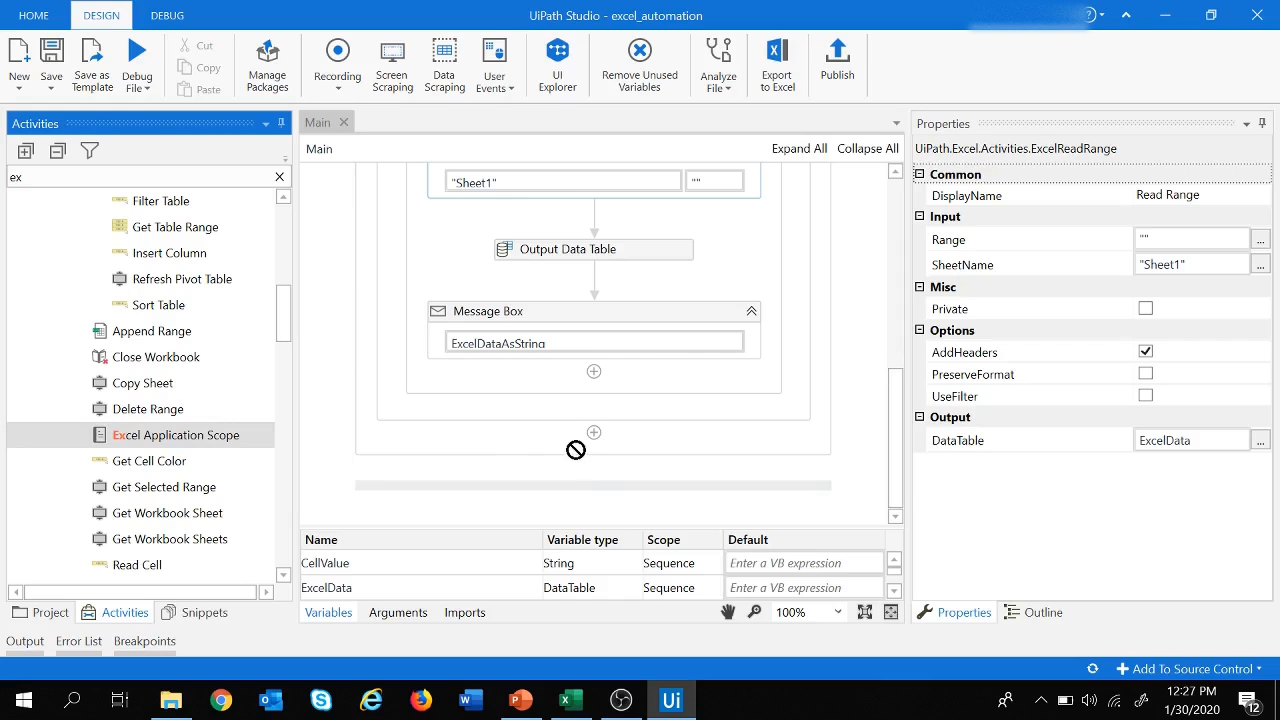 HOME DESIGN DEBUG UiPath Studio - excel_automation ?
New Save Save as Template Debug File Cut Copy Paste Manage Packages Recording Screen Scraping Data Scraping User Events UI Explorer Remove Unused Variables Analyze File Export to Excel Publish
Activities
ex
Filter Table
Get Table Range
Insert Column
Refresh Pivot Table
Sort Table
Append Range
Close Workbook
Copy Sheet
Delete Range
Excel Application Scope
Get Cell Color
Get Selected Range
Get Workbook Sheet
Get Workbook Sheets
Read Cell
Project Activities Snippets
Main
Main Expand All Collapse All
"Sheet1" ""
Output Data Table
Message Box
ExcelDataAsString
Name Variable type Scope Default
CellValue String Sequence Enter a VB expression
ExcelData DataTable Sequence Enter a VB expression
Variables Arguments Imports 100%
Properties
UiPath.Excel.Activities.ExcelReadRange
Common
DisplayName Read Range
Input
Range "" ...
SheetName "Sheet1" ...
Misc
Private
Options
AddHeaders
PreserveFormat
UseFilter
Output
DataTable ExcelData ...
Properties Outline
Output Error List Breakpoints
Add To Source Control
Ui
12:27 PM
1/30/2020
12